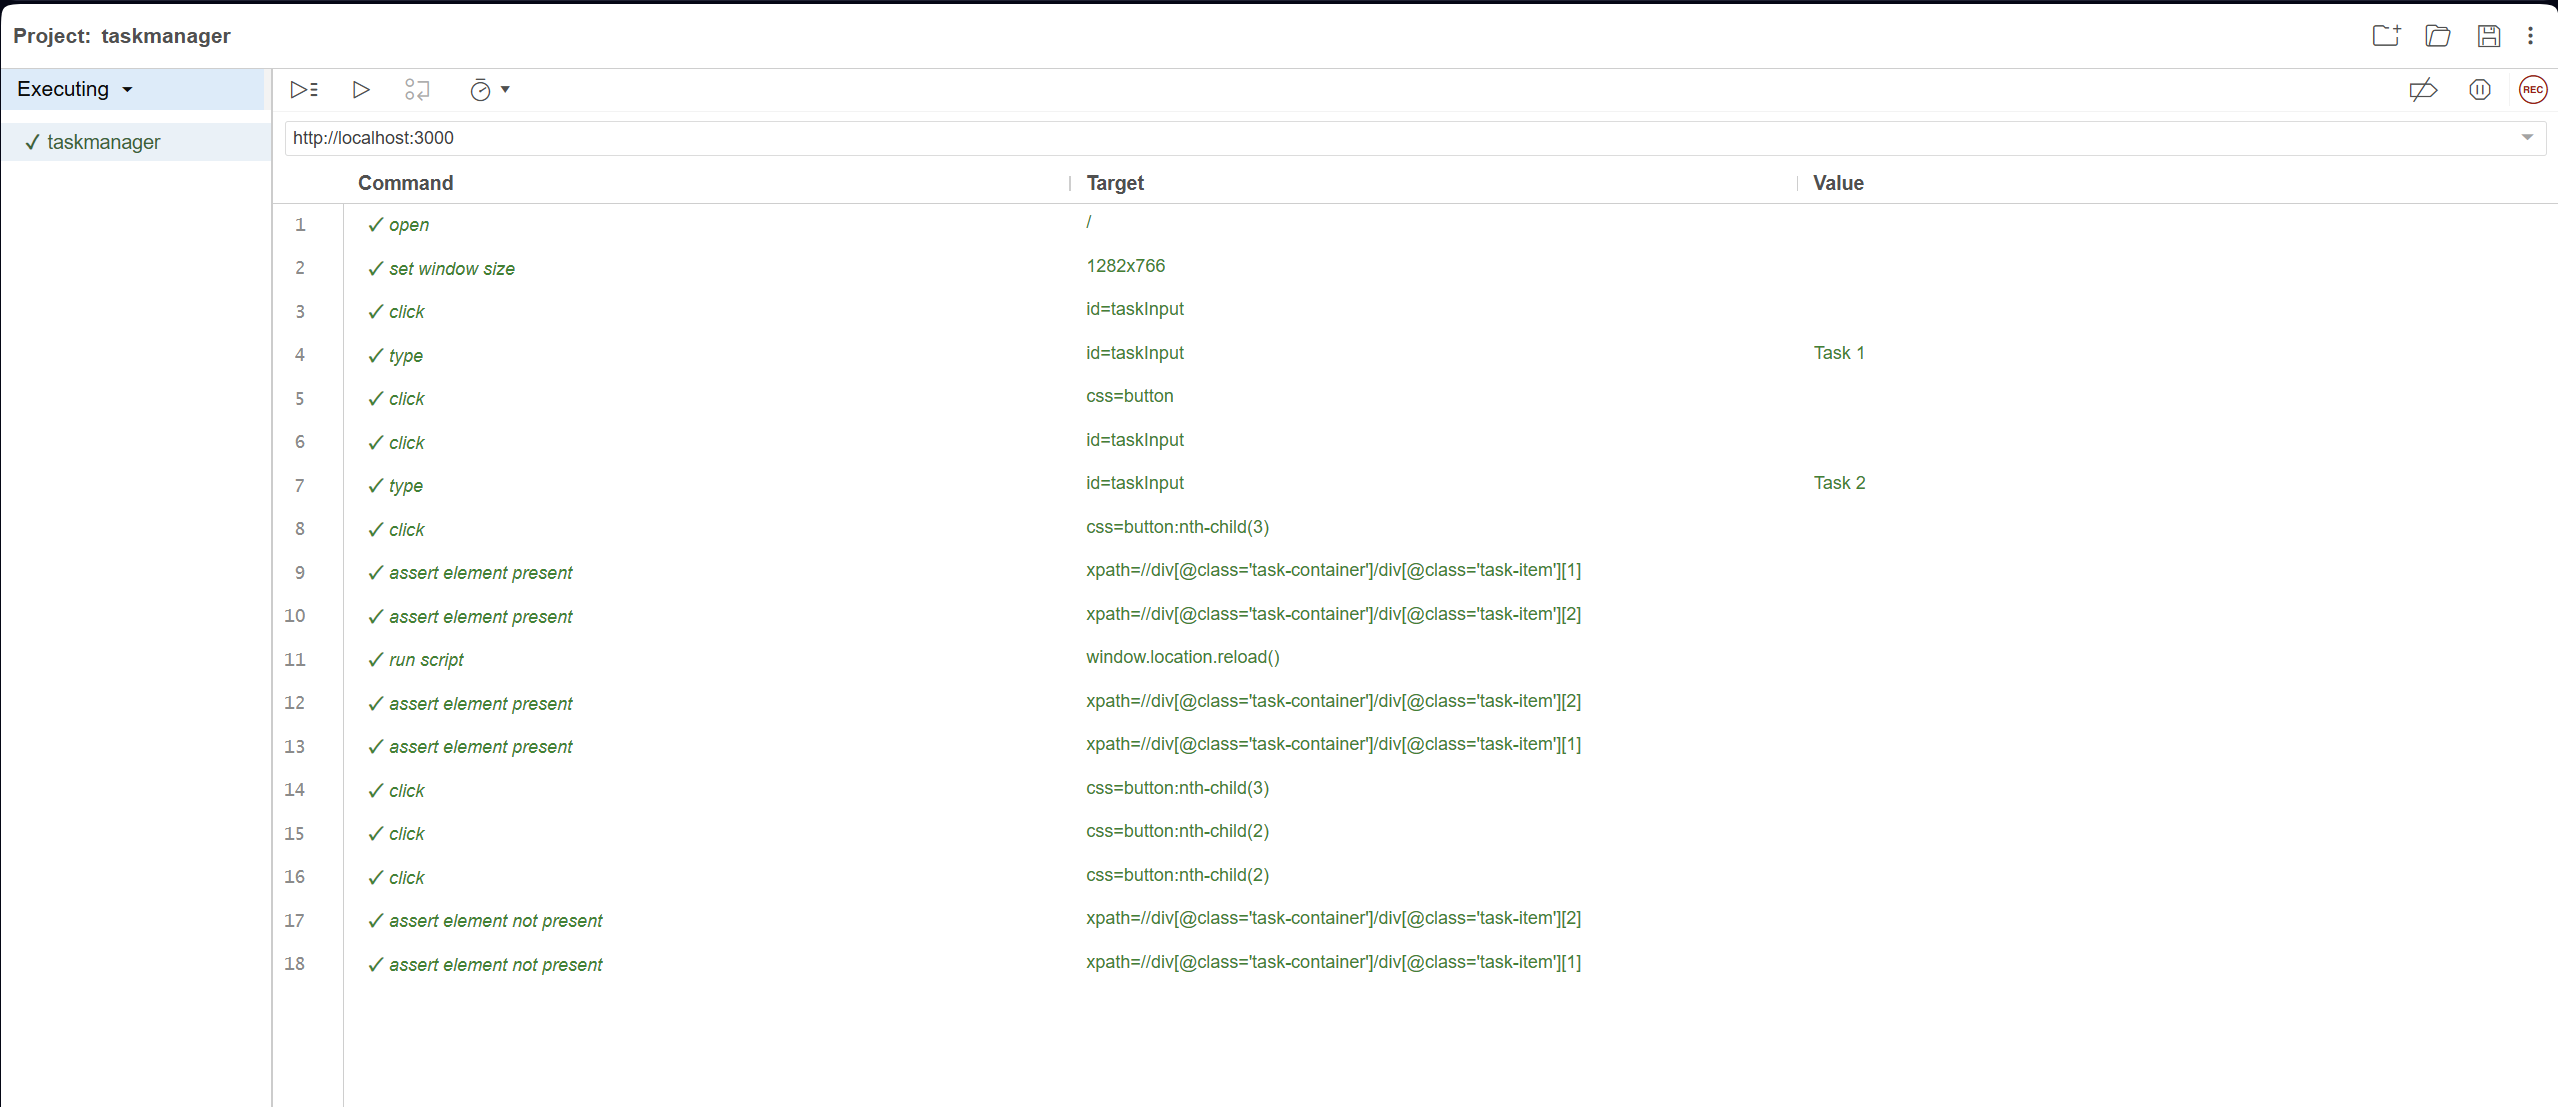 Project: taskmanager
Executing
✓ taskmanager
REC
http://localhost:3000
Command Target Value
1 ✓ open /
2 ✓ set window size 1282x766
3 ✓ click id=taskInput
4 ✓ type id=taskInput Task 1
5 ✓ click css=button
6 ✓ click id=taskInput
7 ✓ type id=taskInput Task 2
8 ✓ click css=button:nth-child(3)
9 ✓ assert element present xpath=//div[@class='task-container']/div[@class='task-item'][1]
10 ✓ assert element present xpath=//div[@class='task-container']/div[@class='task-item'][2]
11 ✓ run script window.location.reload()
12 ✓ assert element present xpath=//div[@class='task-container']/div[@class='task-item'][2]
13 ✓ assert element present xpath=//div[@class='task-container']/div[@class='task-item'][1]
14 ✓ click css=button:nth-child(3)
15 ✓ click css=button:nth-child(2)
16 ✓ click css=button:nth-child(2)
17 ✓ assert element not present xpath=//div[@class='task-container']/div[@class='task-item'][2]
18 ✓ assert element not present xpath=//div[@class='task-container']/div[@class='task-item'][1]